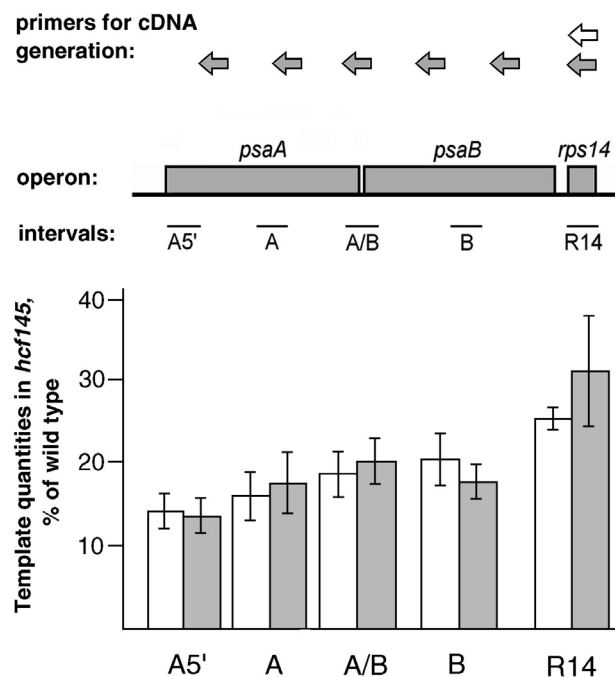 primers for cDNA
generation:
psaA psaB rps14
operon:
intervals:
A5' A A/B B R14
Template quantities in hcf145,
% of wild type
40
30
20
10
A5' A A/B B R14